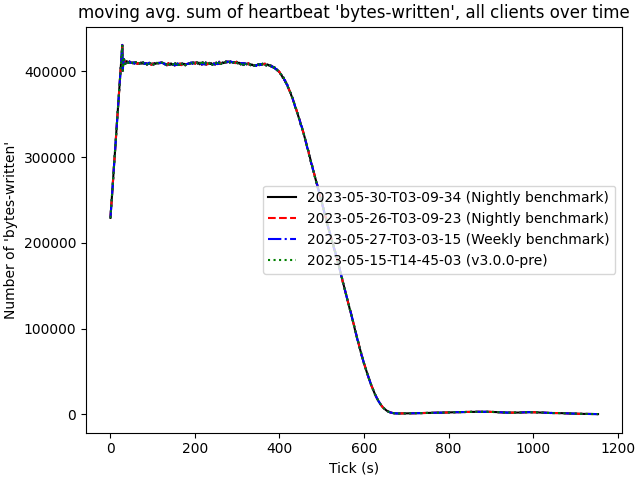 moving avg. sum of heartbeat 'bytes-written', all clients over time
Number of 'bytes-written'
400000
300000
200000
100000
0
2023-05-30-T03-09-34 (Nightly benchmark)
2023-05-26-T03-09-23 (Nightly benchmark)
2023-05-27-T03-03-15 (Weekly benchmark)
2023-05-15-T14-45-03 (v3.0.0-pre)
0 200 400 600 800 1000 1200
Tick (s)